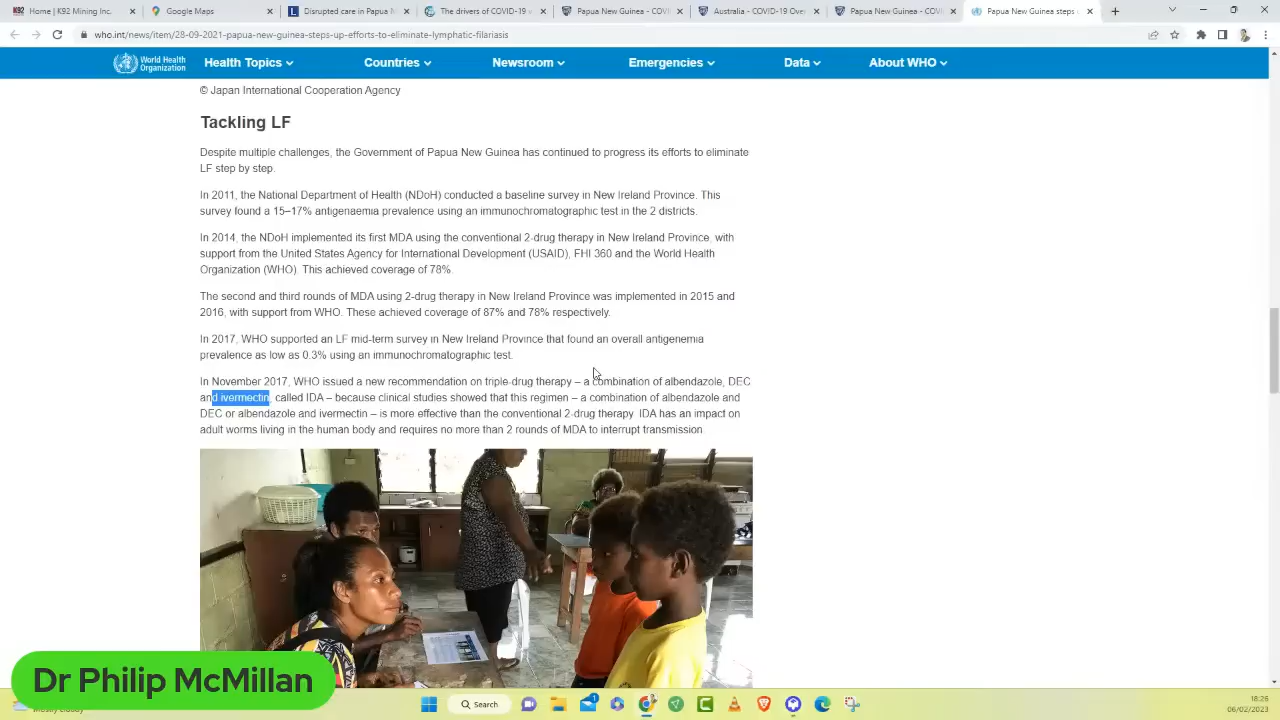 Home | K92 Mining Inc.
Google Maps
Disrupted care in Papua N
The drivers of COVID-19
Papua New Guinea - COVI
Australia - COVID-19 Over
Papua New Guinea - COVI
Papua New Guinea steps
who.int/news/item/28-09-2021-papua-new-guinea-steps-up-efforts-to-eliminate-lymphatic-filariasis
World Health
Organization
Health Topics
Countries
Newsroom
Emergencies
Data
About WHO
© Japan International Cooperation Agency
Tackling LF
Despite multiple challenges, the Government of Papua New Guinea has continued to progress its efforts to eliminate
LF step by step.
In 2011, the National Department of Health (NDoH) conducted a baseline survey in New Ireland Province. This
survey found a 15–17% antigenaemia prevalence using an immunochromatographic test in the 2 districts.
In 2014, the NDoH implemented its first MDA using the conventional 2-drug therapy in New Ireland Province, with
support from the United States Agency for International Development (USAID), FHI 360 and the World Health
Organization (WHO). This achieved coverage of 78%.
The second and third rounds of MDA using 2-drug therapy in New Ireland Province was implemented in 2015 and
2016, with support from WHO. These achieved coverage of 87% and 78% respectively.
In 2017, WHO supported an LF mid-term survey in New Ireland Province that found an overall antigenemia
prevalence as low as 0.3% using an immunochromatographic test.
In November 2017, WHO issued a new recommendation on triple-drug therapy – a combination of albendazole, DEC
and ivermectin, called IDA – because clinical studies showed that this regimen – a combination of albendazole and
DEC or albendazole and ivermectin – is more effective than the conventional 2-drug therapy. IDA has an impact on
adult worms living in the human body and requires no more than 2 rounds of MDA to interrupt transmission.
Dr Philip McMillan
Mostly cloudy
Search
1
18:26
06/02/2023